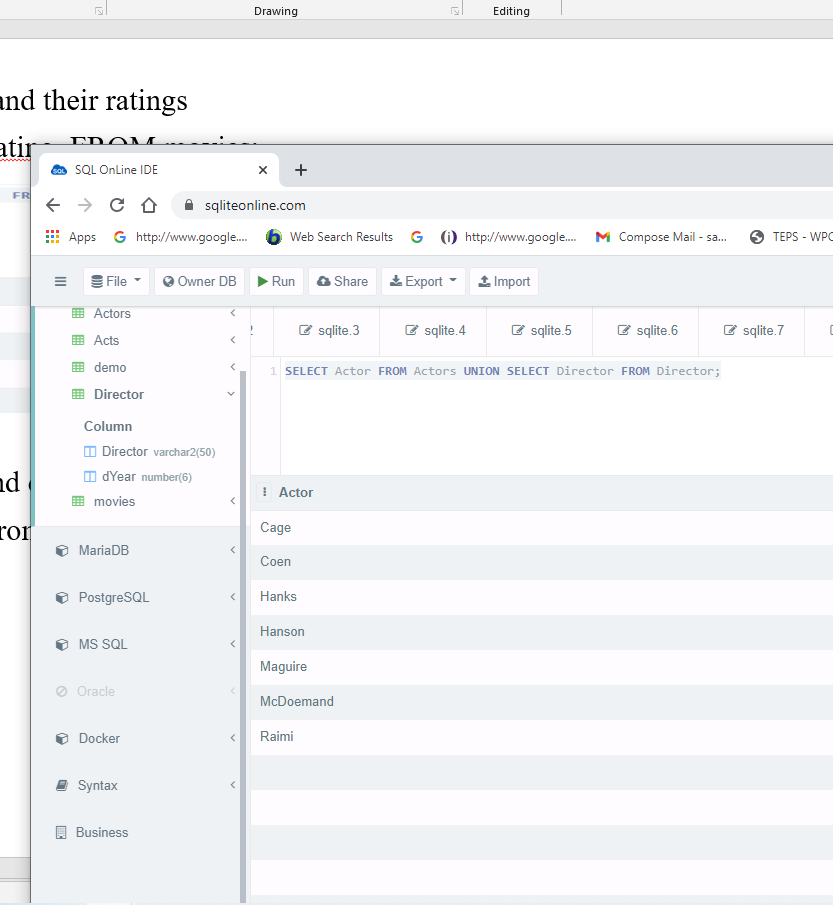 Drawing
Editing
and their ratings
FROM movies;
FR
nd
SQL OnLine IDE
sqliteonline.com
Apps
http://www.google....
Web Search Results
http://www.google....
Compose Mail - sa...
TEPS - WPC
File
Owner DB
Run
Share
Export
Import
Actors
Acts
demo
Director
Column
Director varchar2(50)
dYear number(6)
movies
MariaDB
PostgreSQL
MS SQL
Oracle
Docker
Syntax
Business
2
sqlite.3
sqlite.4
sqlite.5
sqlite.6
sqlite.7
1 SELECT Actor FROM Actors UNION SELECT Director FROM Director;
Actor
Cage
Coen
Hanks
Hanson
Maguire
McDoemand
Raimi